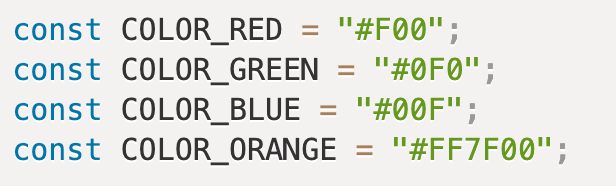 const COLOR_RED = "#F00";
const COLOR_GREEN = "#0F0";
const COLOR_BLUE = "#00F";
const COLOR_ORANGE = "#FF7F00";